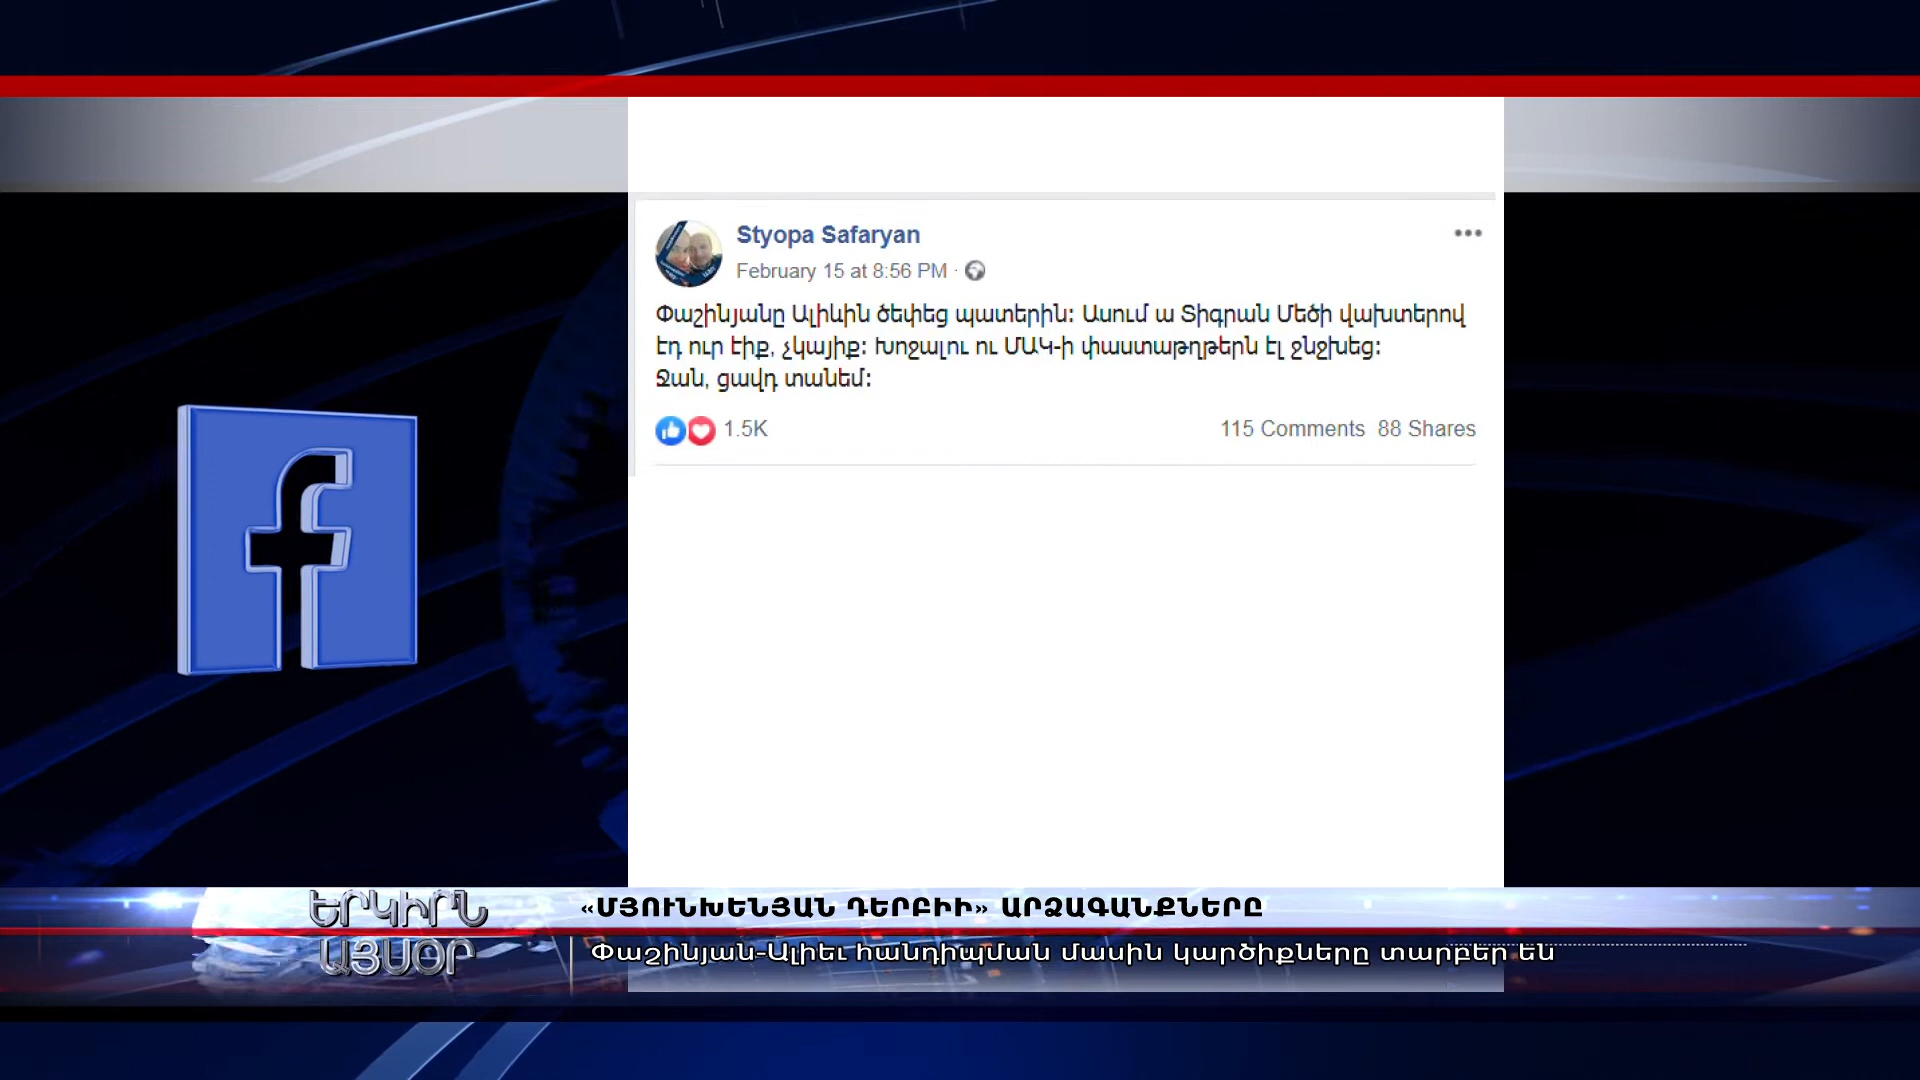 Styopa Safaryan
February 15 at 8:56 PM ·
Փաշինյանը Ալիևին ծեփեց պատերին: Ասում ա Տիգրան Մեծի վախտերով
էդ ուր էիք, չկայիք: Խոջալու ու ՄԱԿ-ի փաստաթղթերն էլ ջնջխեց:
Ջան, ցավդ տանեմ:
1.5K
115 Comments 88 Shares
ԵՐԿԻՐՆ
ԱՅՍՕՐ
«ՄՅՈՒՆԽԵՆՅԱՆ ԴԵՐԲԻԻ» ԱՐՁԱԳԱՆՔՆԵՐԸ
Փաշինյան-Ալիեւ հանդիպման մասին կարծիքները տարբեր են